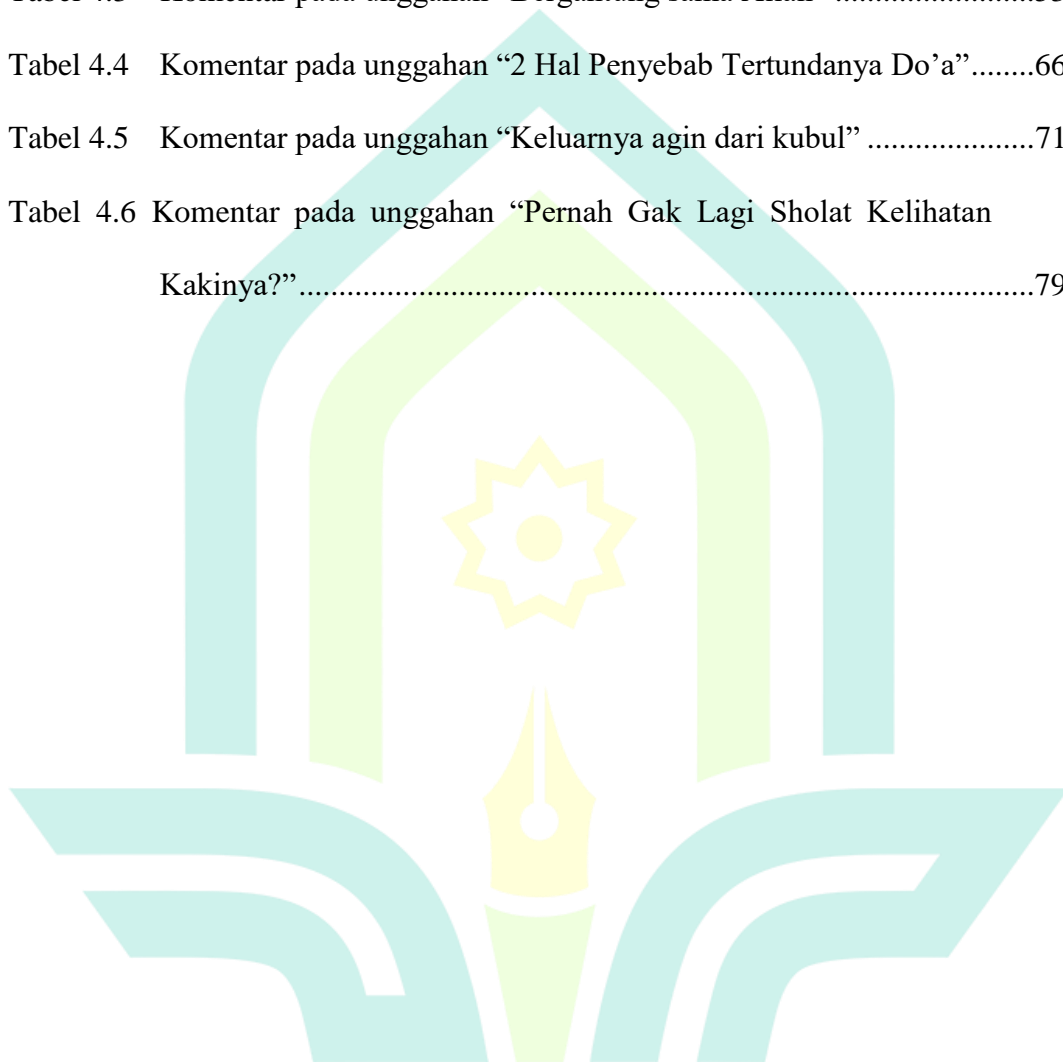 Tabel 4.4 Komentar pada unggahan “2 Hal Penyebab Tertundanya Do’a”........66
Tabel 4.5 Komentar pada unggahan “Keluarnya agin dari kubul” .....................71
Tabel 4.6 Komentar pada unggahan “Pernah Gak Lagi Sholat Kelihatan
Kakinya?”............................................................................................79